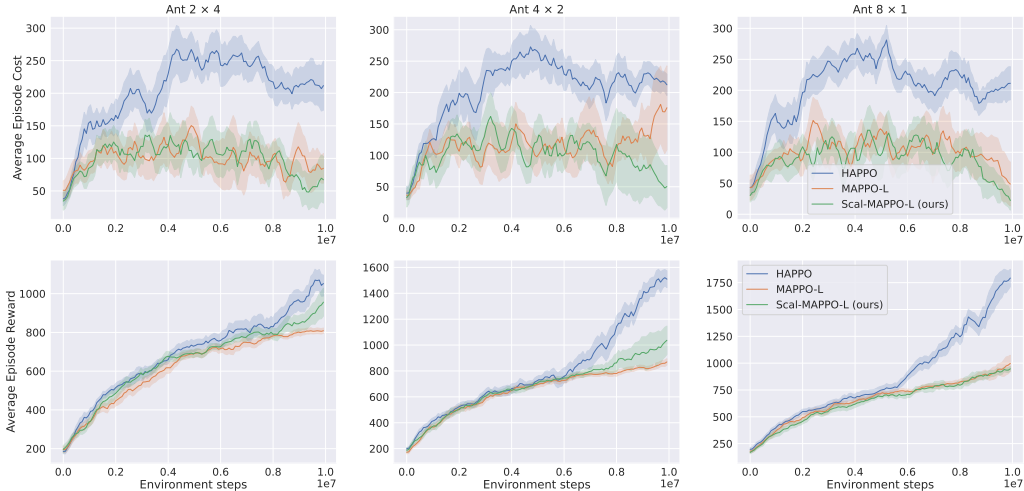 Ant 2 × 4
Ant 4 × 2
Ant 8 × 1
Average Episode Cost
300
250
200
150
100
50
0.0 0.2 0.4 0.6 0.8 1.0
1e7
300
250
200
150
100
50
0
0.0 0.2 0.4 0.6 0.8 1.0
1e7
300
250
200
150
100
50
0
HAPPO
MAPPO-L
Scal-MAPPO-L (ours)
0.0 0.2 0.4 0.6 0.8 1.0
1e7
Average Episode Reward
1000
800
600
400
200
0.0 0.2 0.4 0.6 0.8 1.0
Environment steps
1e7
1600
1400
1200
1000
800
600
400
200
0.0 0.2 0.4 0.6 0.8 1.0
Environment steps
1e7
1750
1500
1250
1000
750
500
250
HAPPO
MAPPO-L
Scal-MAPPO-L (ours)
0.0 0.2 0.4 0.6 0.8 1.0
Environment steps
1e7